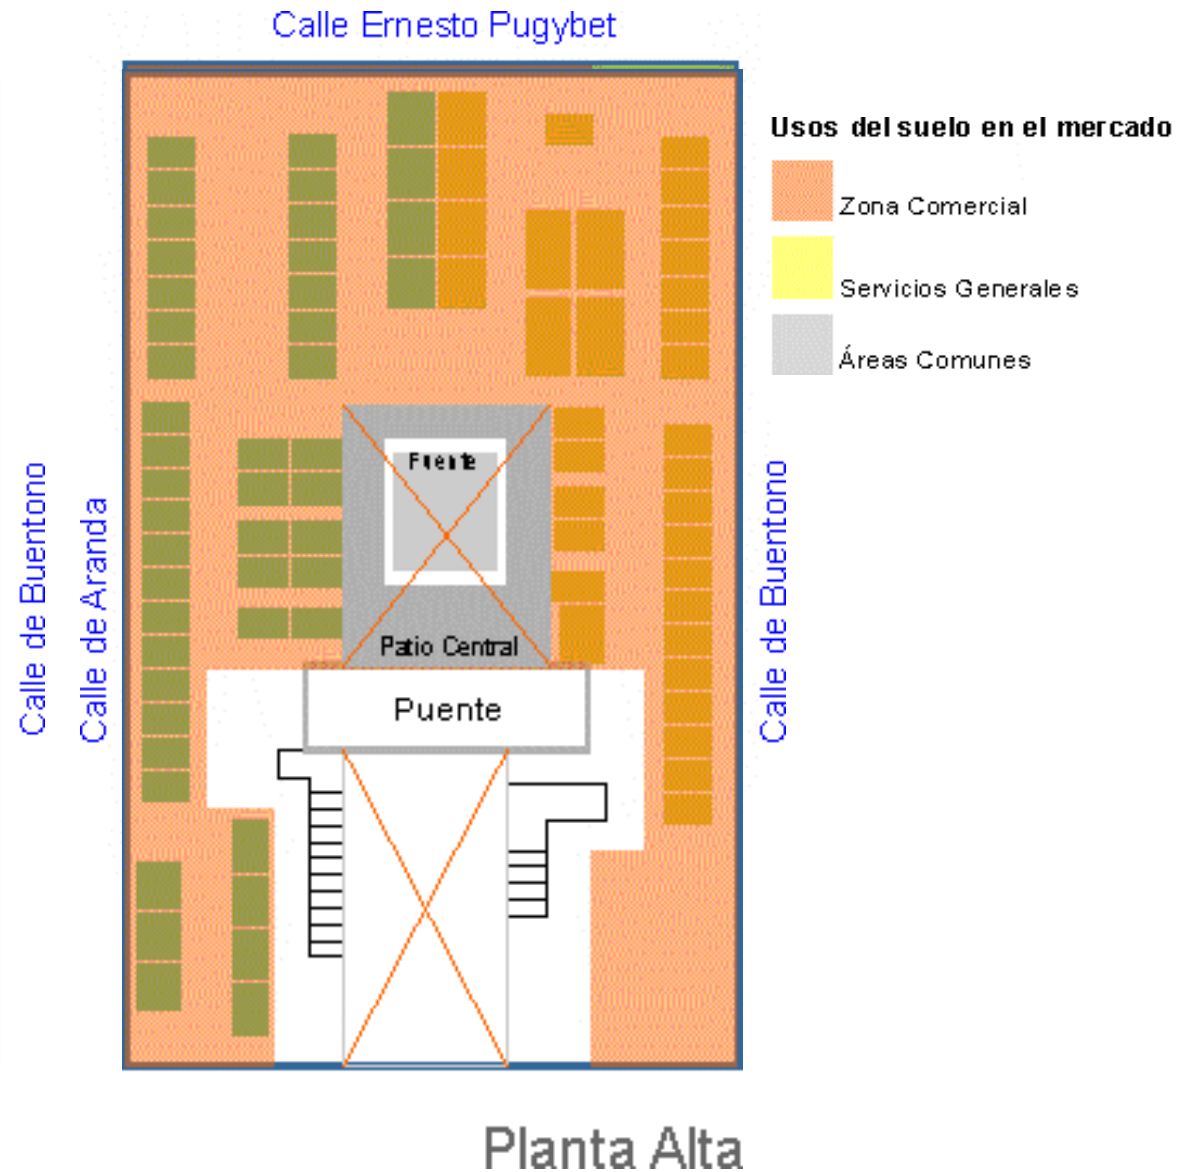 Calle Ernesto Pugybet
Usos del suelo en el mercado
Zona Comercial
Servicios Generales
Áreas Comunes
Calle de Buentono
Calle de Aranda
Fuente
Patio Central
Puente
Calle de Buentono
Planta Alta